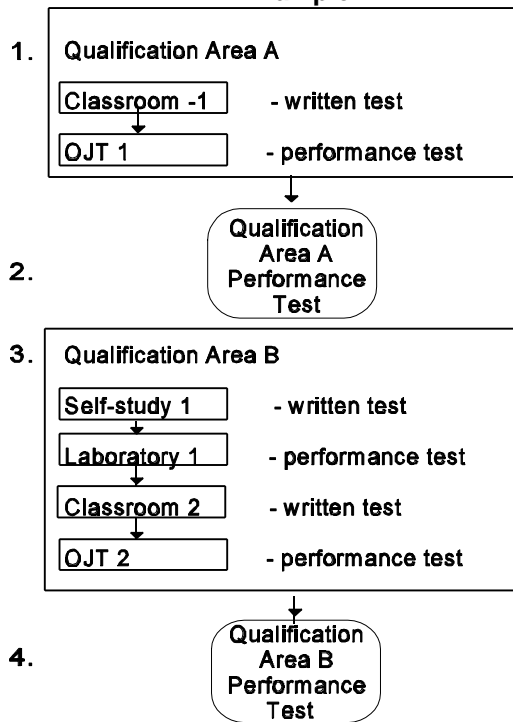 1. Qualification Area A
Classroom -1 - written test
OJT 1 - performance test
2. Qualification
Area A
Performance
Test
3. Qualification Area B
Self-study 1 - written test
Laboratory 1 - performance test
Classroom 2 - written test
OJT 2 - performance test
4. Qualification
Area B
Performance
Test